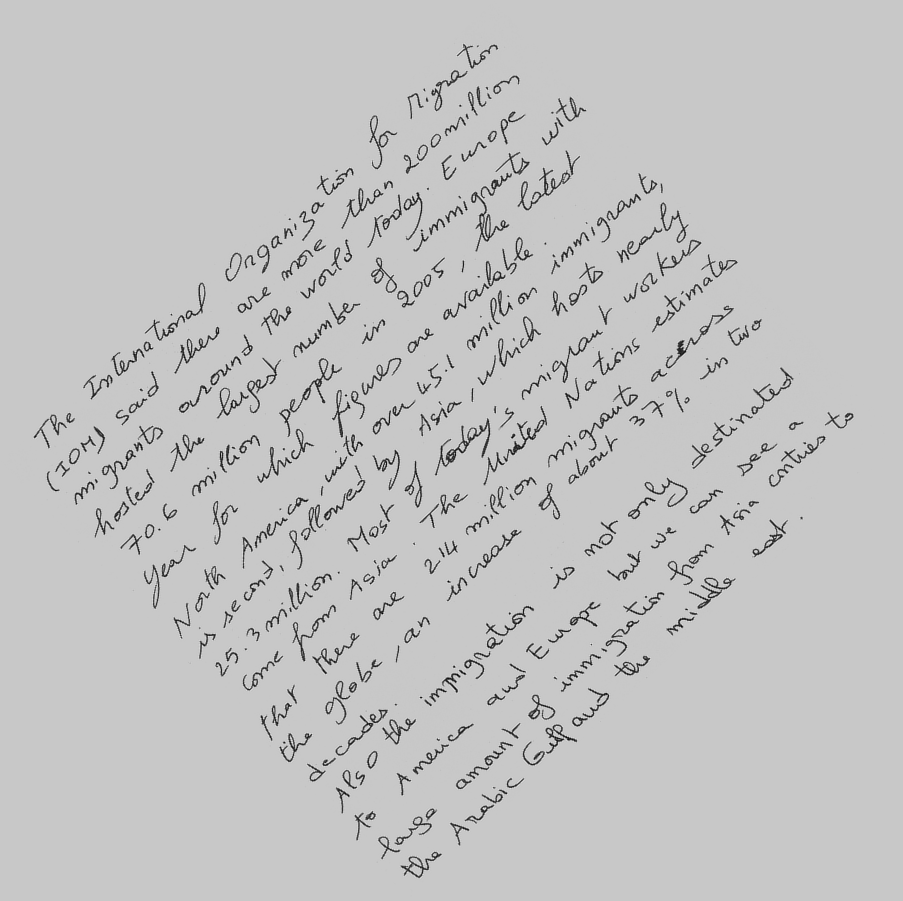 The International Organization for Migration
(IOM) said there are more than 200 million
migrants around the world today. Europe
hosted the largest number of immigrants with
70.6 million people in 2005, the latest
year for which figures are available.
North America, with over 45.1 million immigrants,
is second, followed by Asia, which hosts nearly
25.3 million. Most of today's migrant workers
come from Asia. The United Nations estimates
that there are 214 million migrants across
the globe, an increase of about 37% in two
decades.
Also the immigration is not only destinated
to America and Europe but we can see a
large amount of immigration from Asia contries to
the Arabic Gulf and the middle east.